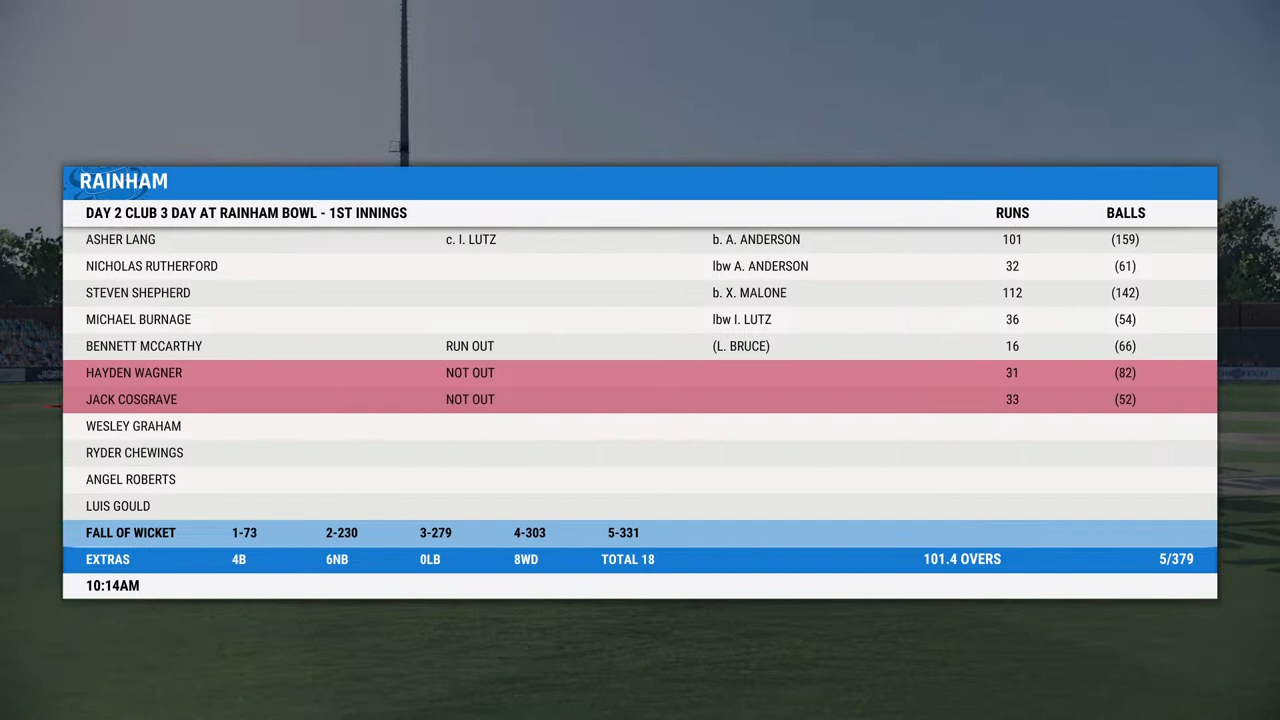 RAINHAM
DAY 2 CLUB 3 DAY AT RAINHAM BOWL - 1ST INNINGS RUNS BALLS
ASHER LANG c. I. LUTZ b. A. ANDERSON 101 (159)
NICHOLAS RUTHERFORD lbw A. ANDERSON 32 (61)
STEVEN SHEPHERD b. X. MALONE 112 (142)
MICHAEL BURNAGE lbw I. LUTZ 36 (54)
BENNETT MCCARTHY RUN OUT (L. BRUCE) 16 (66)
HAYDEN WAGNER NOT OUT 31 (82)
JACK COSGRAVE NOT OUT 33 (52)
WESLEY GRAHAM
RYDER CHEWINGS
ANGEL ROBERTS
LUIS GOULD
FALL OF WICKET 1-73 2-230 3-279 4-303 5-331
EXTRAS 4B 6NB 0LB 8WD TOTAL 18 101.4 OVERS 5/379
10:14AM